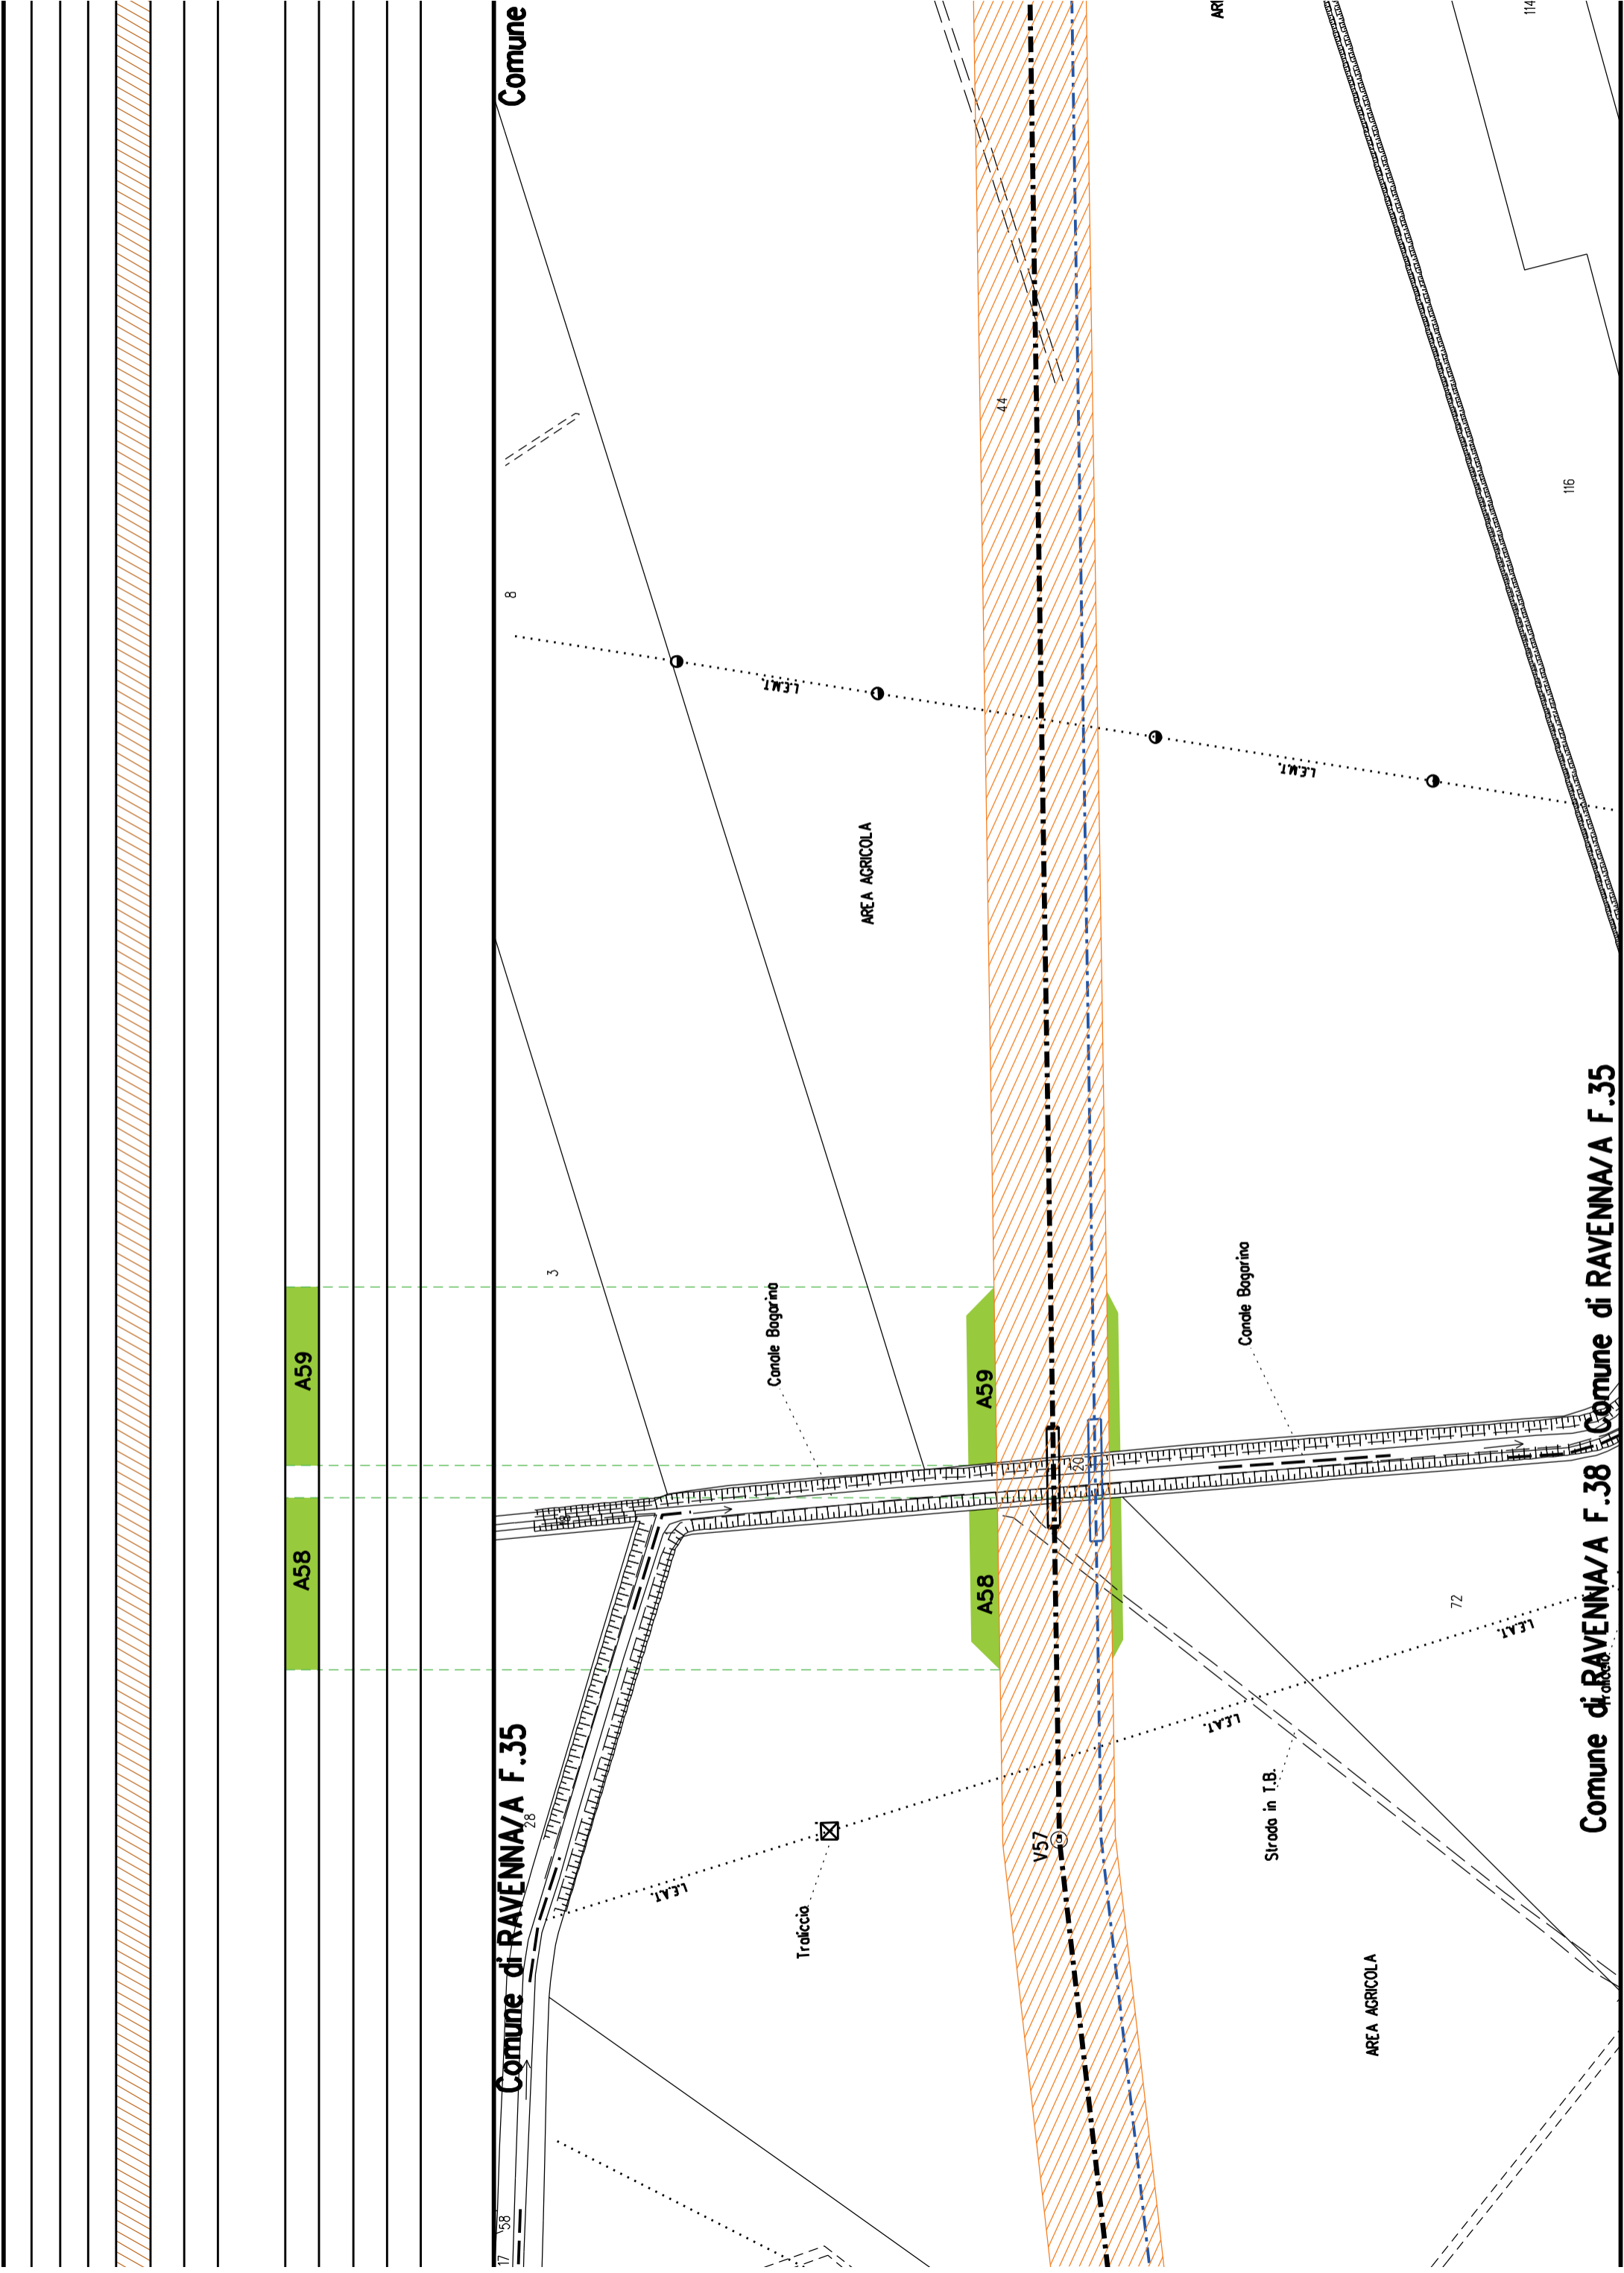 Comune
ARE
114
44
116
8
L.E.M.T.
L.E.M.T.
AREA AGRICOLA
Comune di RAVENNA/A F.35
3
Canale Bagarina
Canale Bagarina
A59
A59
20
A58
A58
72
L.E.A.T.
L.E.A.T.
L.E.A.T.
Comune di RAVENNA/A F.38
Traliccio
Comune di RAVENNA/A F.35
28
V57
Strada in T.B.
Traliccio
AREA AGRICOLA
58
17